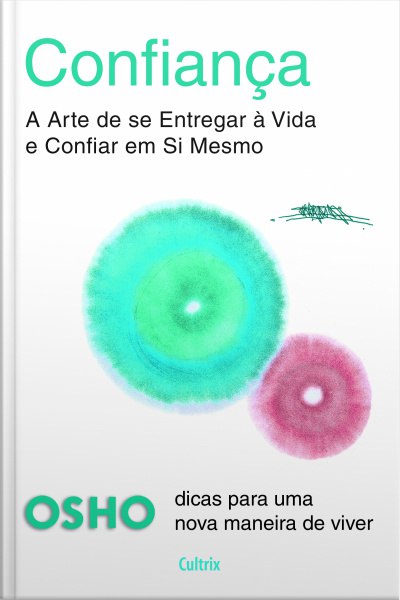 Confiança
A Arte de se Entregar à Vida
e Confiar em Si Mesmo
OSHO
dicas para uma
nova maneira de viver
Cultrix